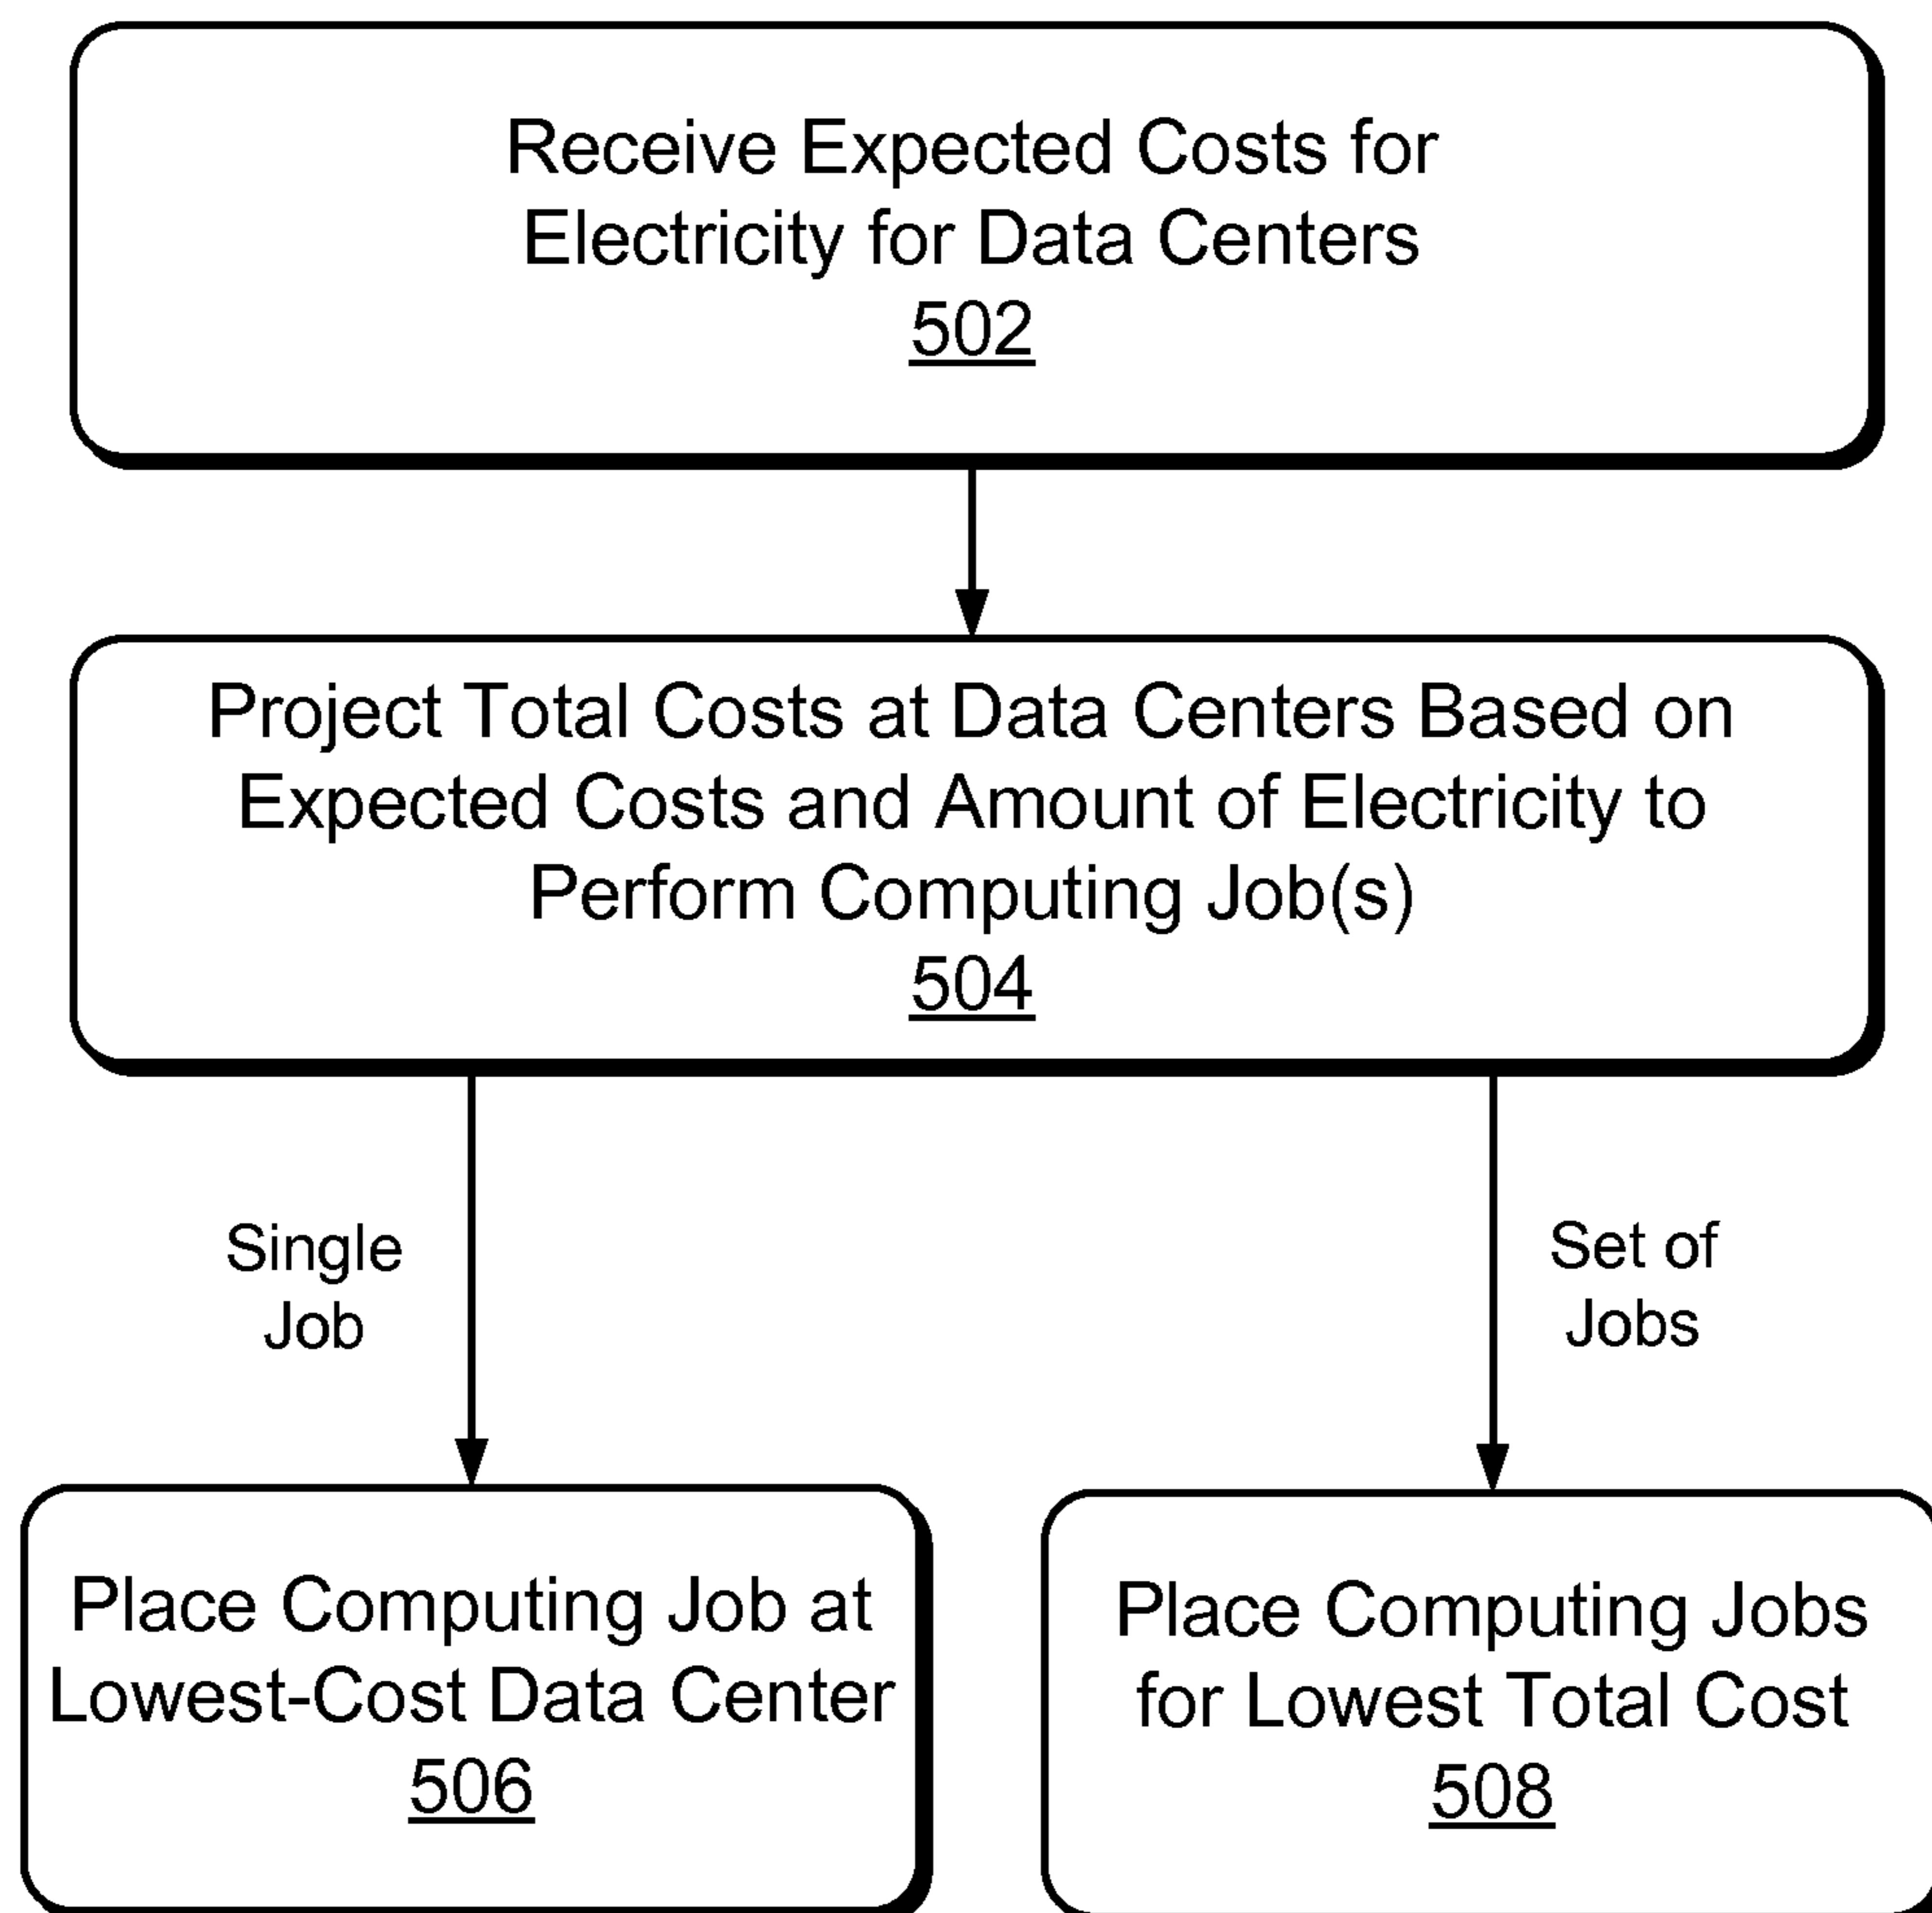 Receive Expected Costs for
Electricity for Data Centers
502
Project Total Costs at Data Centers Based on
Expected Costs and Amount of Electricity to
Perform Computing Job(s)
504
Single
Job
Set of
Jobs
Place Computing Job at
Lowest-Cost Data Center
506
Place Computing Jobs
for Lowest Total Cost
508